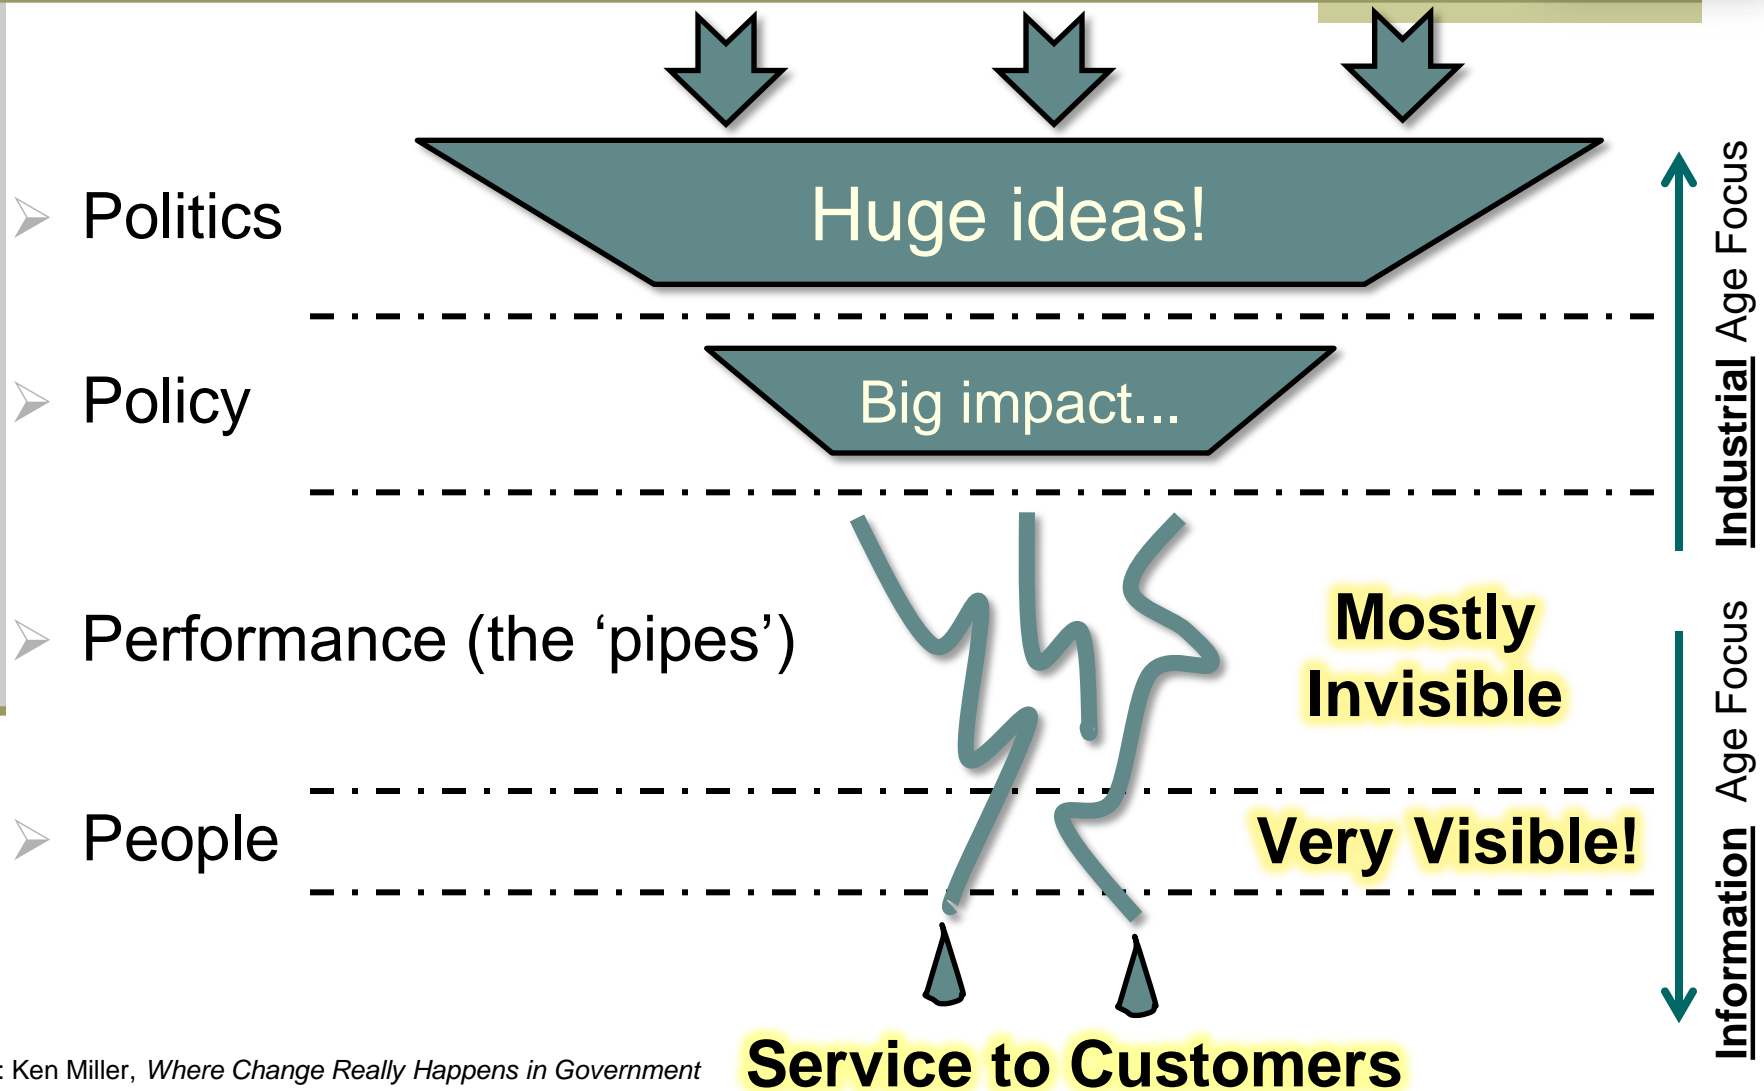 Politics
Huge ideas!
Policy
Big impact...
Industrial Age Focus
Performance (the ‘pipes’)
Mostly
Invisible
People
Very Visible!
Information Age Focus
: Ken Miller, Where Change Really Happens in Government
Service to Customers